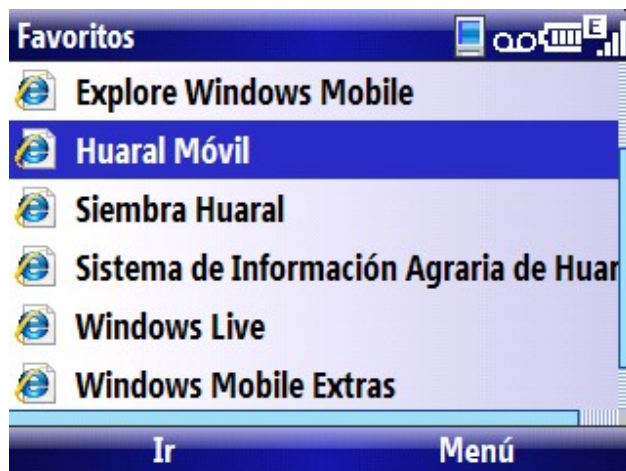 Favoritos E
Explore Windows Mobile
Huaral Móvil
Siembra Huaral
Sistema de Información Agraria de Huar
Windows Live
Windows Mobile Extras
Ir Menú